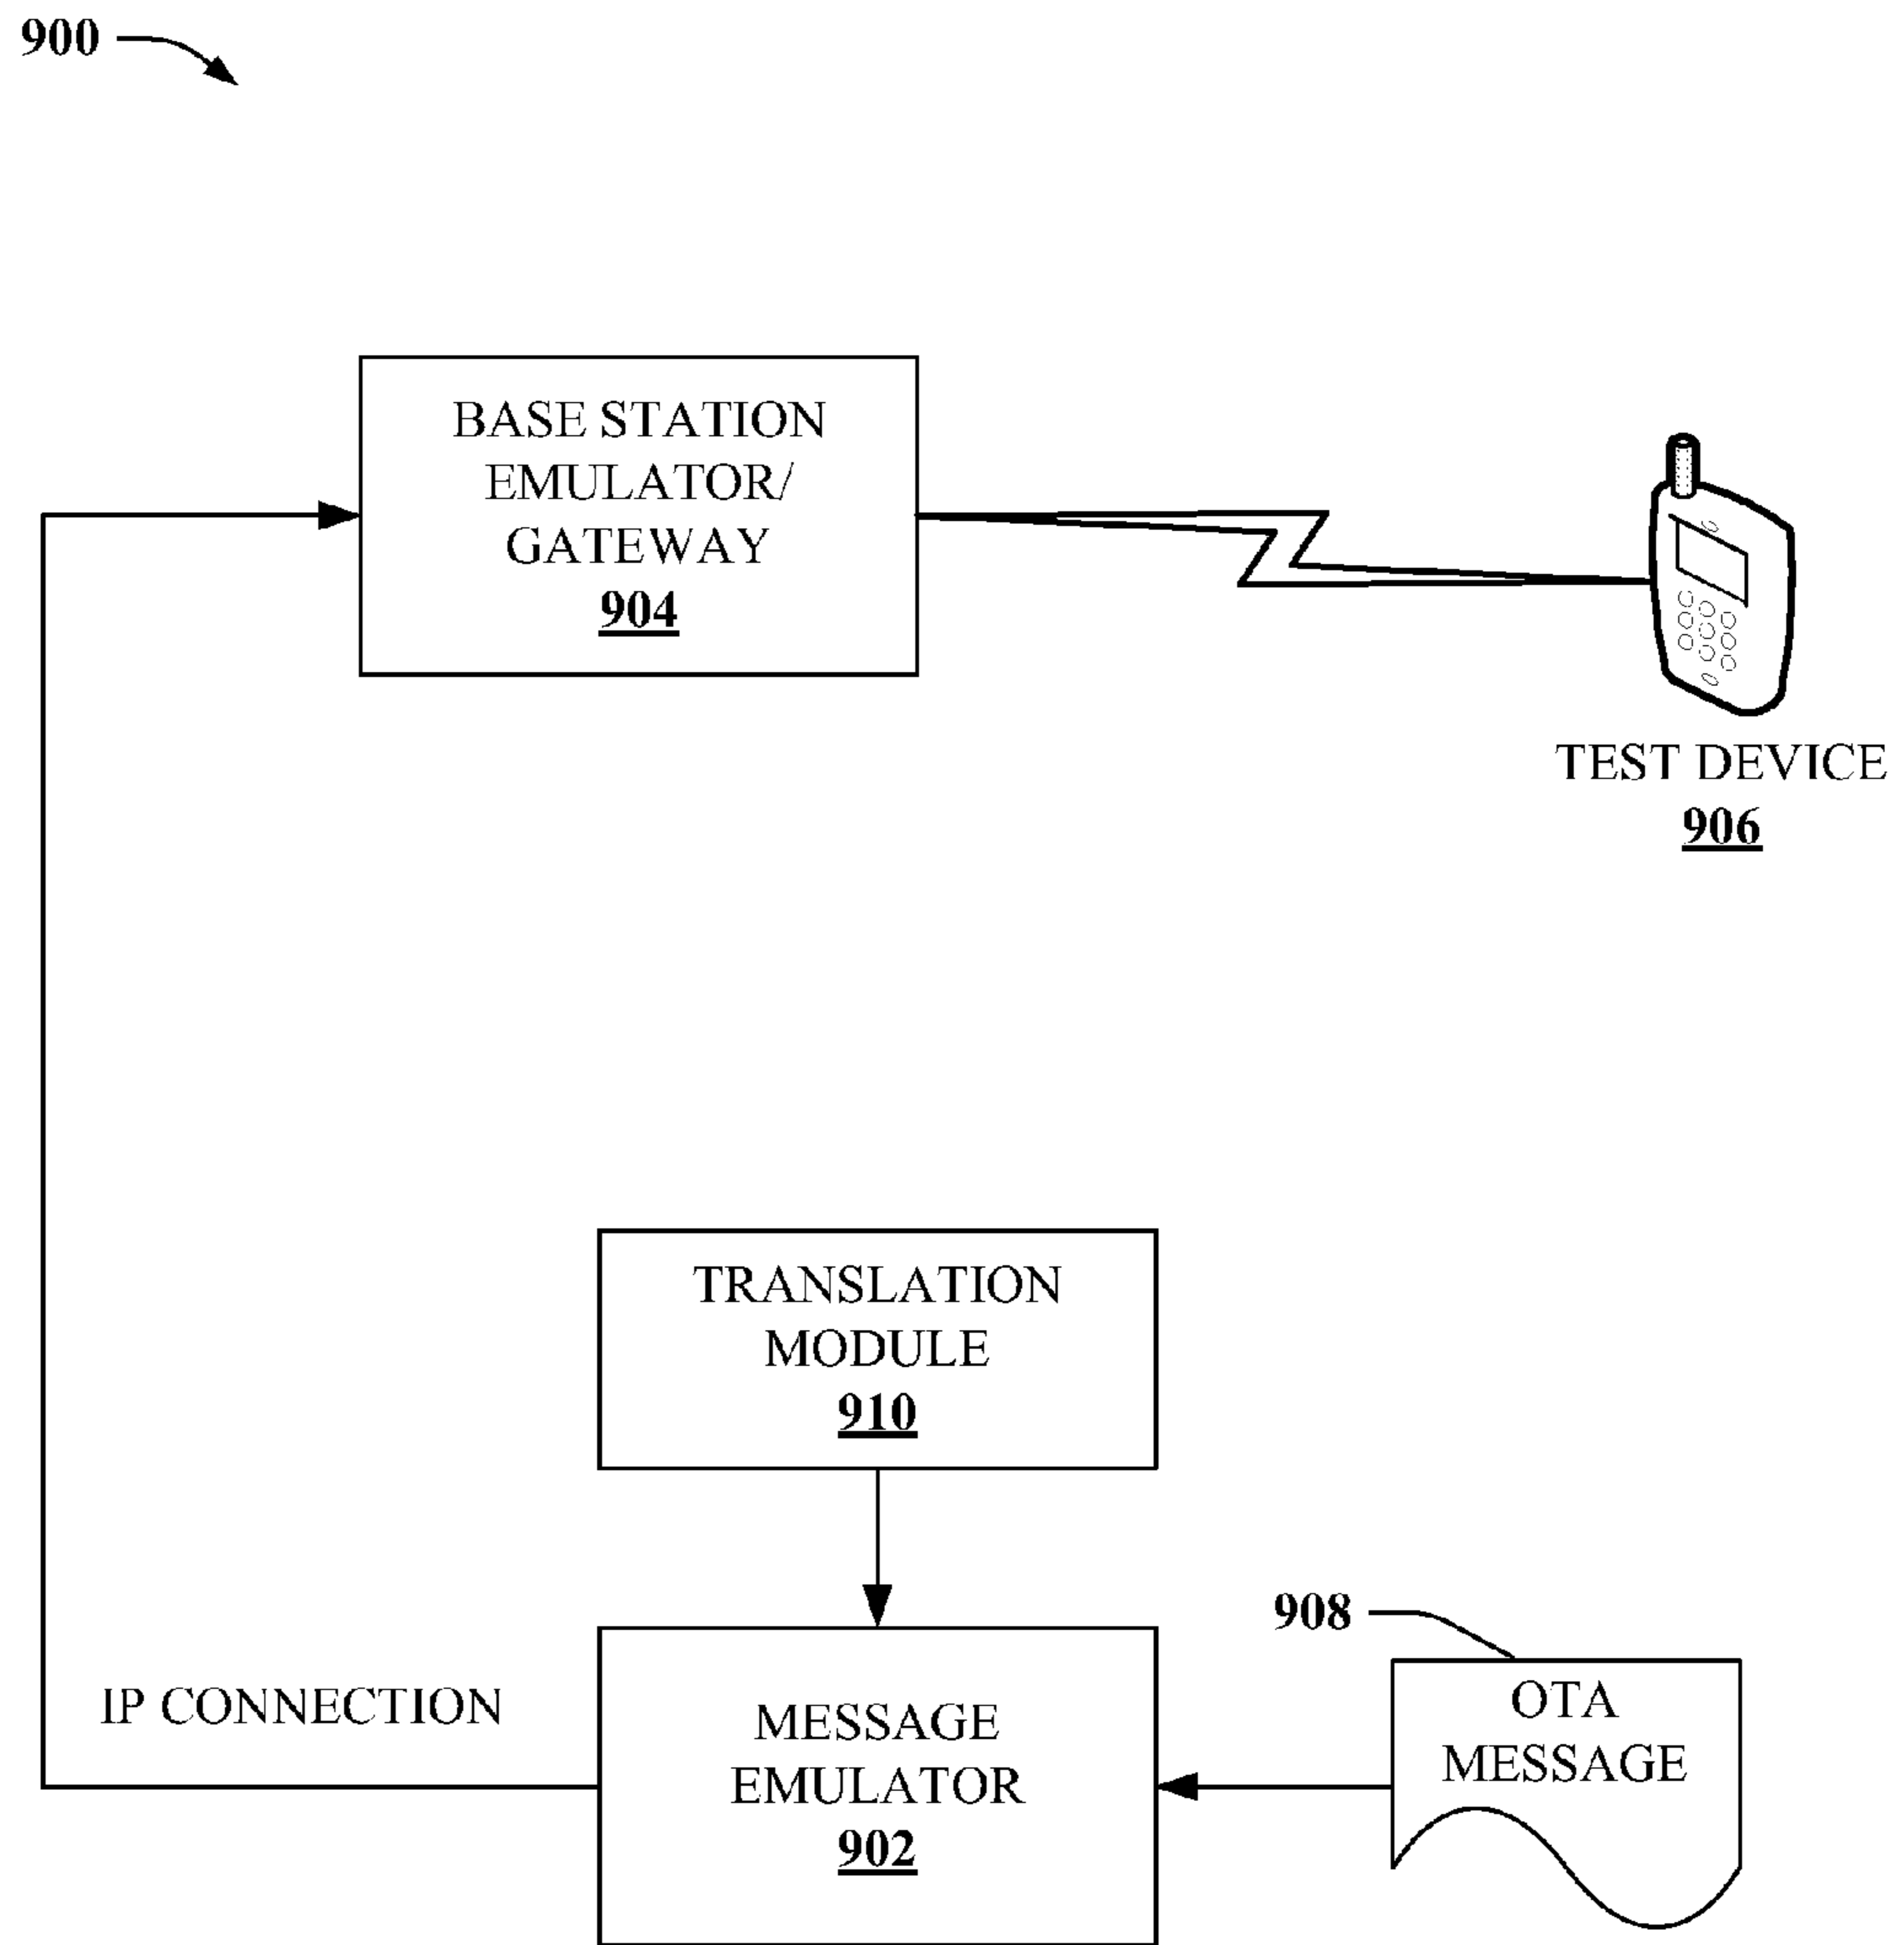 900
BASE STATION
EMULATOR/
GATEWAY
904
TEST DEVICE
906
TRANSLATION
MODULE
910
908
OTA
MESSAGE
IP CONNECTION
MESSAGE
EMULATOR
902